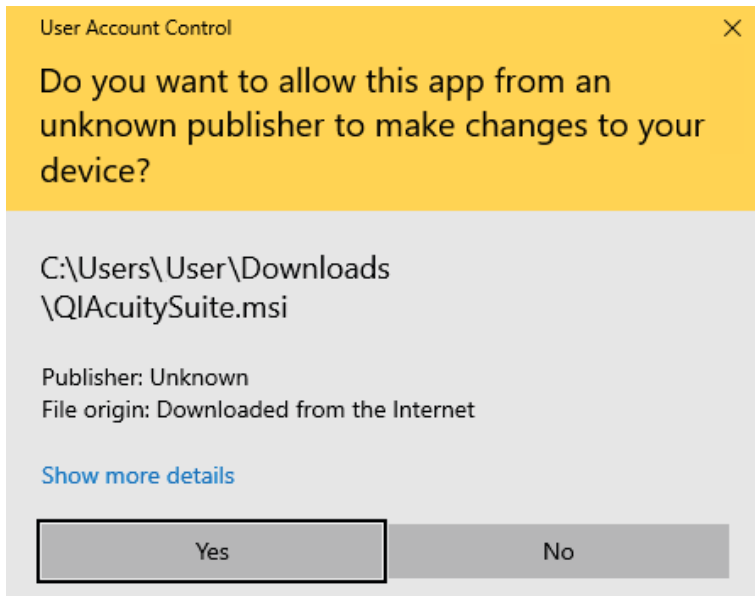 User Account Control
Do you want to allow this app from an
unknown publisher to make changes to your
device?
C:\Users\User\Downloads
\QIAcuitySuite.msi
Publisher: Unknown
File origin: Downloaded from the Internet
Show more details
Yes
No